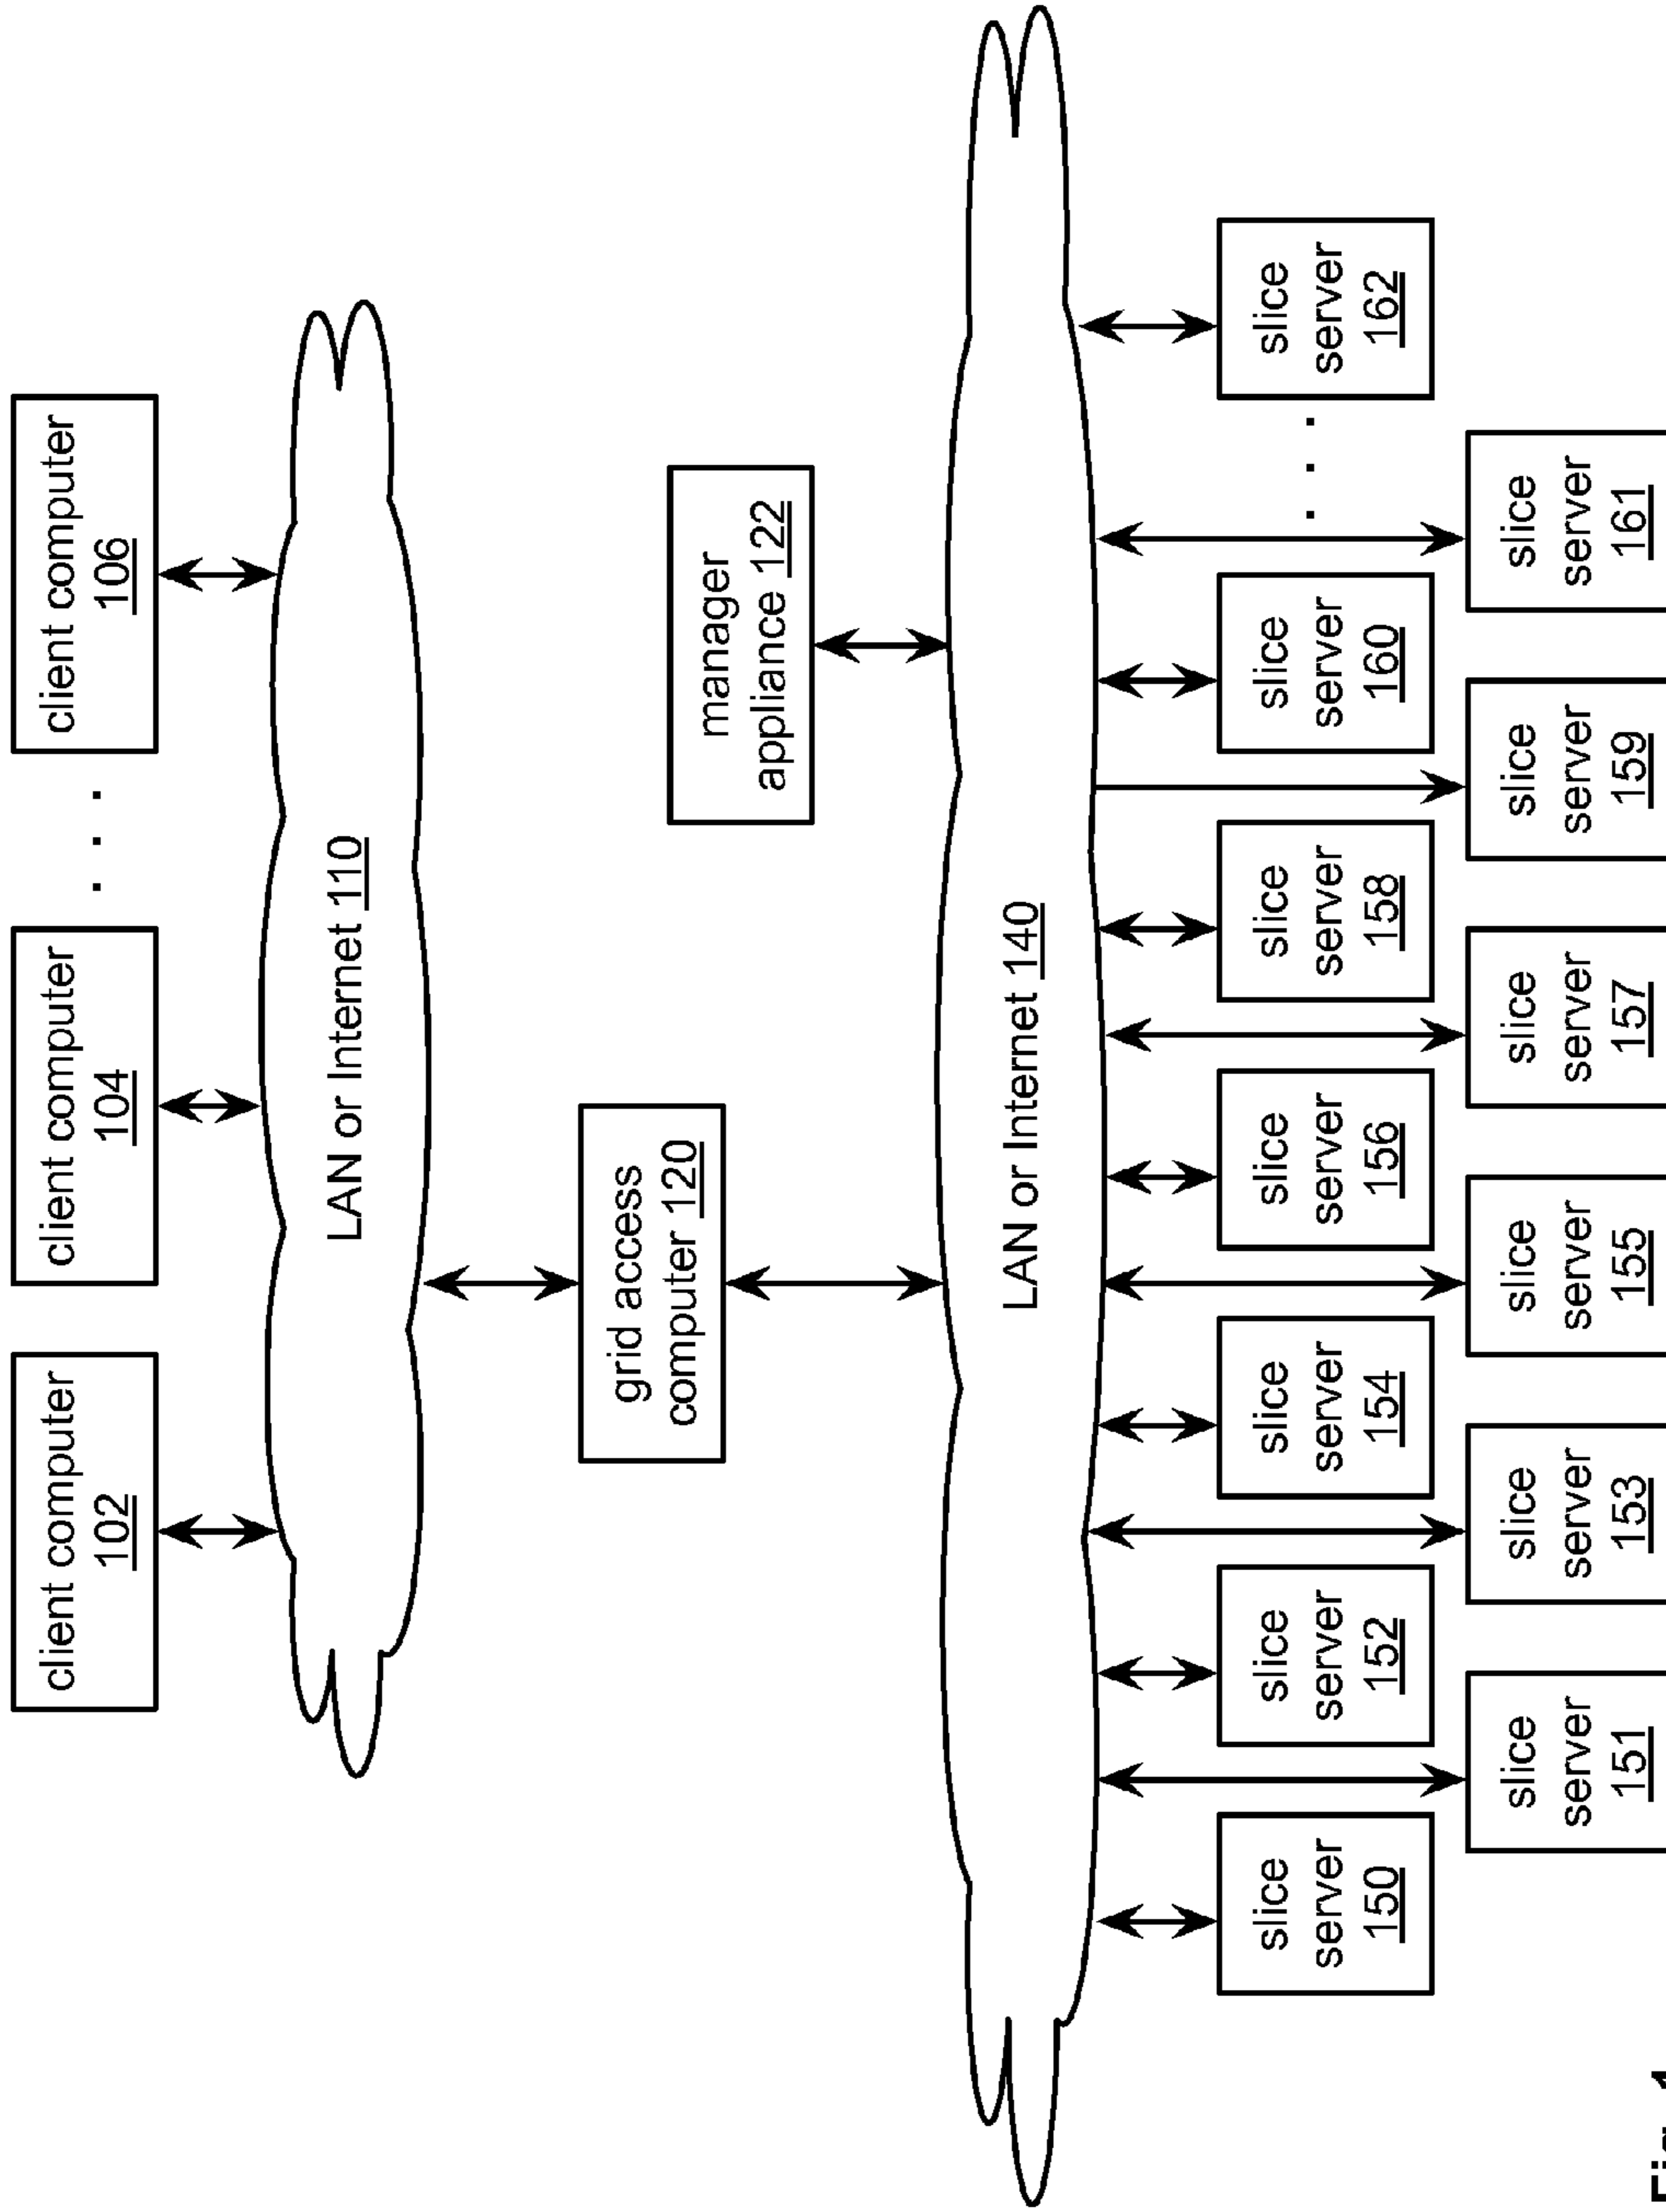 client computer
102
client computer
104
. . .
client computer
106
LAN or Internet 110
grid access
computer 120
manager
appliance 122
LAN or Internet 140
slice
server
150
slice
server
152
slice
server
154
slice
server
156
slice
server
158
slice
server
160
. . .
slice
server
162
slice
server
151
slice
server
153
slice
server
155
slice
server
157
slice
server
159
slice
server
161
Fig. 1